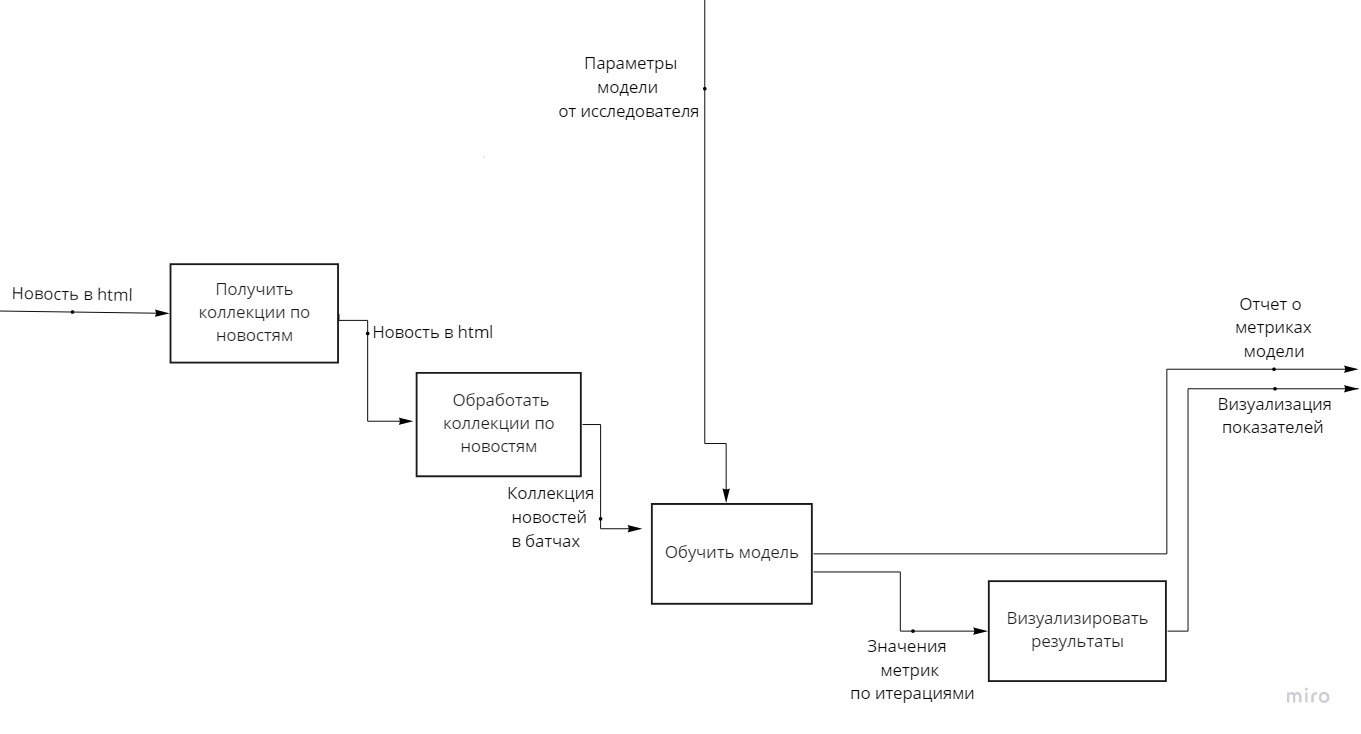 Параметры
модели
от исследователя
Новость в html
Получить
коллекции по
новостям
Новость в html
Обработать
коллекции по
новостям
Коллекция
новостей
в батчах
Обучить модель
Отчет о
метриках
модели
Визуализация
показателей
Визуализировать
результаты
Значения
метрик
по итерациями
miro